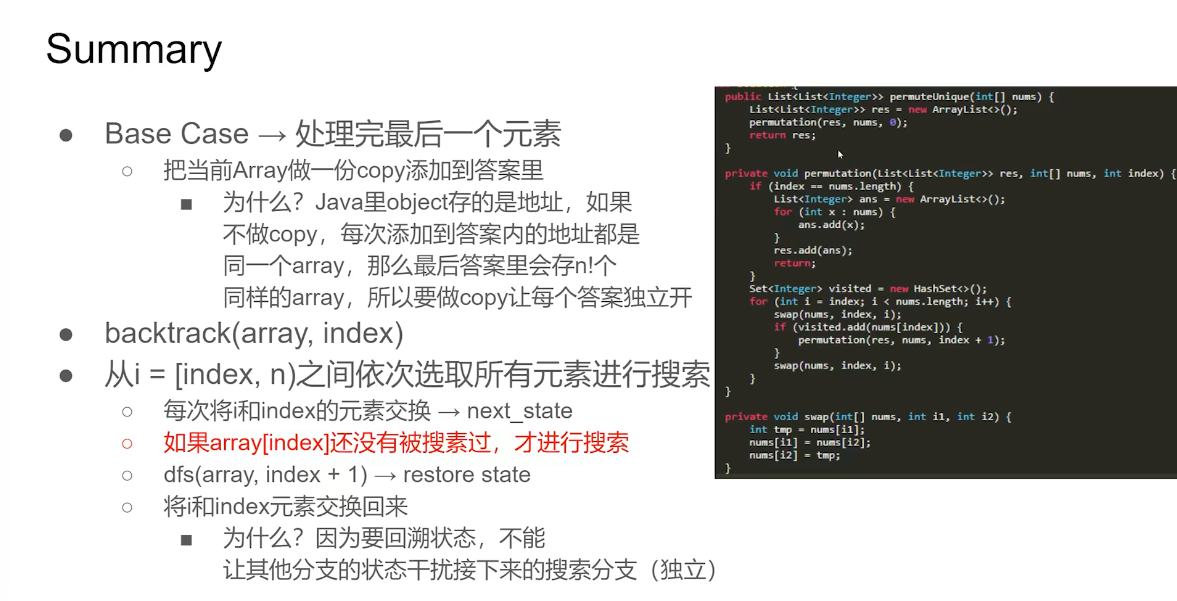 Summary
● Base Case → 处理完最后一个元素
○ 把当前Array做一份copy添加到答案里
■ 为什么？Java里object存的是地址，如果
不做copy，每次添加到答案内的地址都是
同一个array，那么最后答案里会存n!个
同样的array，所以要做copy让每个答案独立开
● backtrack(array, index)
● 从i = [index, n)之间依次选取所有元素进行搜索
○ 每次将i和index的元素交换 → next_state
○ 如果array[index]还没有被搜素过，才进行搜索
○ dfs(array, index + 1) → restore state
○ 将i和index元素交换回来
■ 为什么？因为要回溯状态，不能
让其他分支的状态干扰接下来的搜索分支（独立）
public List<List<Integer>> permuteUnique(int[] nums) {
List<List<Integer>> res = new ArrayList<>();
permutation(res, nums, 0);
return res;
}
private void permutation(List<List<Integer>> res, int[] nums, int index) {
if (index == nums.length) {
List<Integer> ans = new ArrayList<>();
for (int x : nums) {
ans.add(x);
}
res.add(ans);
return;
}
Set<Integer> visited = new HashSet<>();
for (int i = index; i < nums.length; i++) {
swap(nums, index, i);
if (visited.add(nums[index])) {
permutation(res, nums, index + 1);
}
swap(nums, index, i);
}
}
private void swap(int[] nums, int i1, int i2) {
int tmp = nums[i1];
nums[i1] = nums[i2];
nums[i2] = tmp;
}